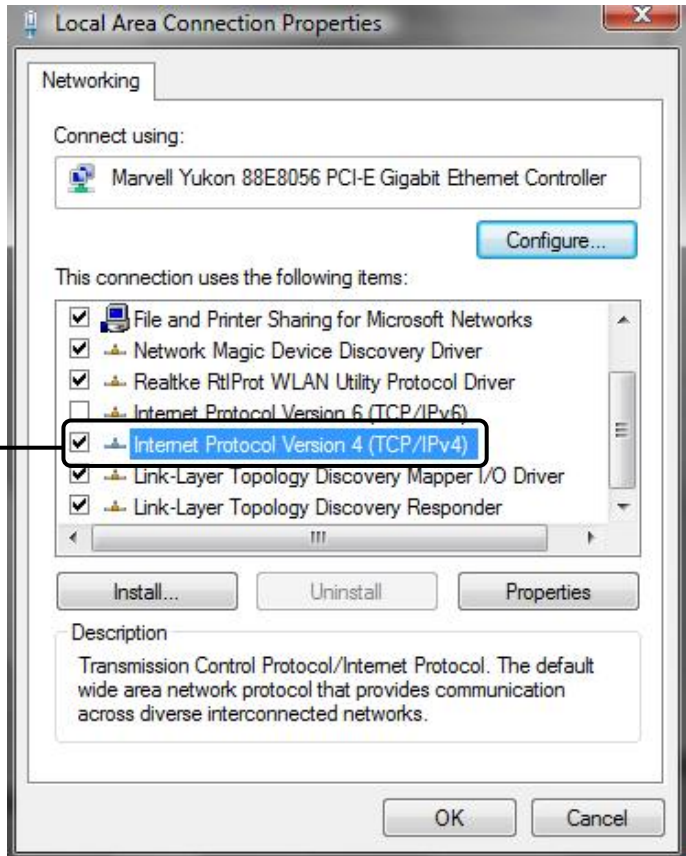 Local Area Connection Properties
Networking
Connect using:
Marvell Yukon 88E8056 PCI-E Gigabit Ethernet Controller
Configure...
This connection uses the following items:
File and Printer Sharing for Microsoft Networks
Network Magic Device Discovery Driver
Realtke RtlProt WLAN Utility Protocol Driver
Internet Protocol Version 6 (TCP/IPv6)
Internet Protocol Version 4 (TCP/IPv4)
Link-Layer Topology Discovery Mapper I/O Driver
Link-Layer Topology Discovery Responder
Install...
Uninstall
Properties
Description
Transmission Control Protocol/Internet Protocol. The default
wide area network protocol that provides communication
across diverse interconnected networks.
OK
Cancel